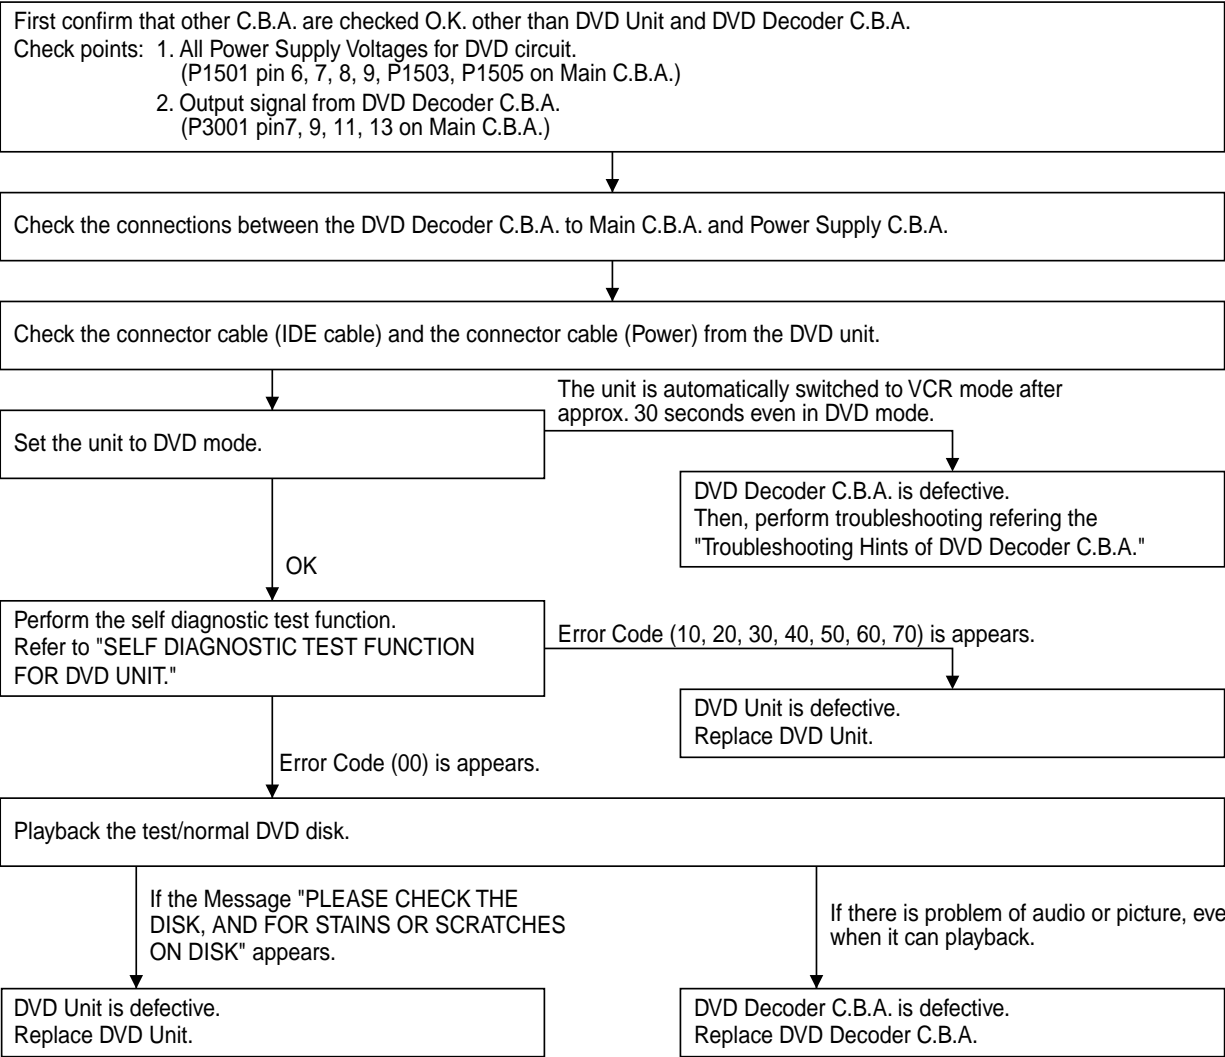 First confirm that other C.B.A. are checked O.K. other than DVD Unit and DVD Decoder C.B.A.
Check points: 1. All Power Supply Voltages for DVD circuit.
(P1501 pin 6, 7, 8, 9, P1503, P1505 on Main C.B.A.)
2. Output signal from DVD Decoder C.B.A.
(P3001 pin7, 9, 11, 13 on Main C.B.A.)
Check the connections between the DVD Decoder C.B.A. to Main C.B.A. and Power Supply C.B.A.
Check the connector cable (IDE cable) and the connector cable (Power) from the DVD unit.
The unit is automatically switched to VCR mode after
approx. 30 seconds even in DVD mode.
Set the unit to DVD mode.
DVD Decoder C.B.A. is defective.
Then, perform troubleshooting refering the
"Troubleshooting Hints of DVD Decoder C.B.A."
OK
Perform the self diagnostic test function.
Refer to "SELF DIAGNOSTIC TEST FUNCTION
FOR DVD UNIT."
Error Code (10, 20, 30, 40, 50, 60, 70) is appears.
DVD Unit is defective.
Replace DVD Unit.
Error Code (00) is appears.
Playback the test/normal DVD disk.
If the Message "PLEASE CHECK THE
DISK, AND FOR STAINS OR SCRATCHES
ON DISK" appears.
If there is problem of audio or picture, eve
when it can playback.
DVD Unit is defective.
Replace DVD Unit.
DVD Decoder C.B.A. is defective.
Replace DVD Decoder C.B.A.